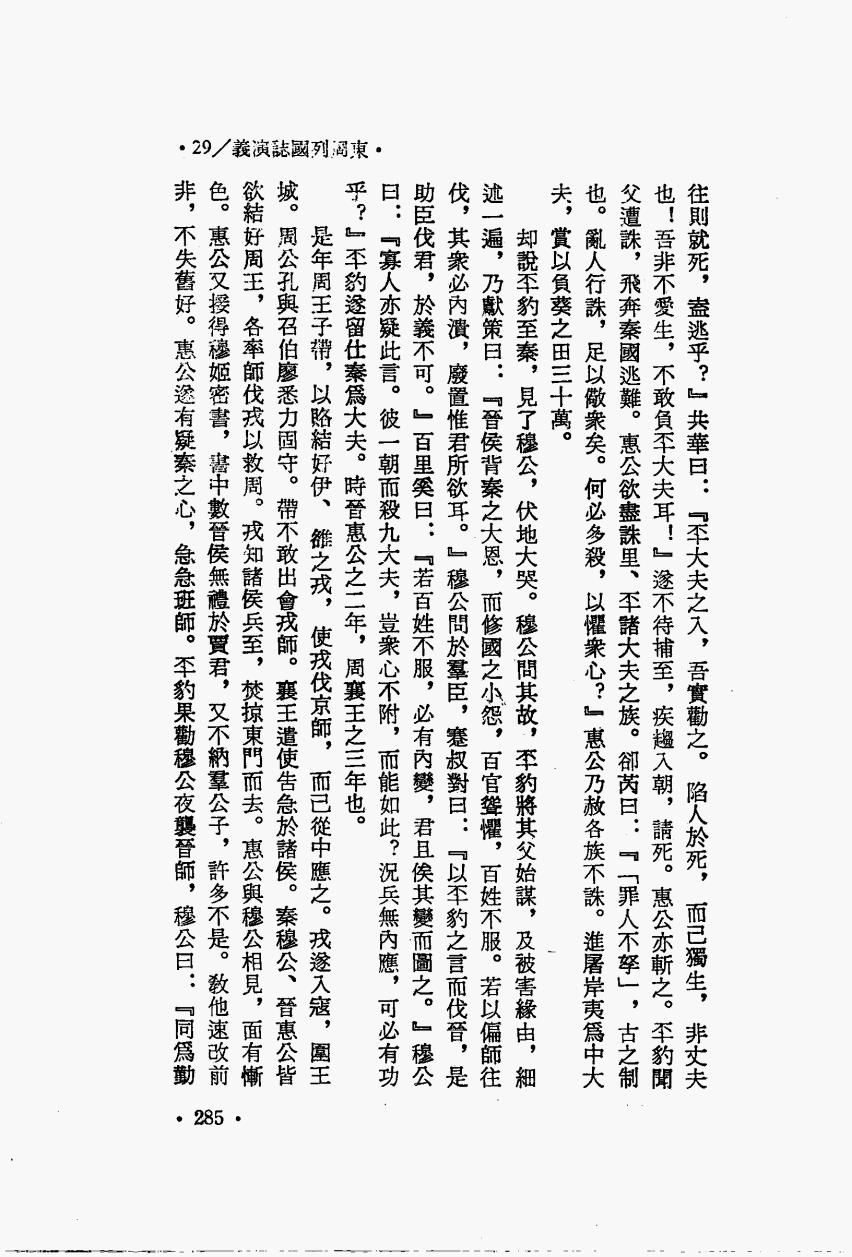 •29／義演誌國列周東•
往則就死，盍逃乎？』共華曰：『丕大夫之入，吾實勸之。陷人於死，而己獨生，非丈夫
也！吾非不愛生，不敢負丕大夫耳！』遂不待捕至，疾趨入朝，請死。惠公亦斬之。丕豹聞
父遭誅，飛奔秦國逃難。惠公欲盡誅里、丕諸大夫之族。卻芮曰：『「罪人不孥」，古之制
也。亂人行誅，足以儆衆矣。何必多殺，以懼衆心？』惠公乃赦各族不誅。進屠岸夷爲中大
夫，賞以負葵之田三十萬。
却說丕豹至秦，見了穆公，伏地大哭。穆公問其故，丕豹將其父始謀，及被害緣由，細
述一遍，乃獻策曰：『晉侯背秦之大恩，而修國之小怨，百官聳懼，百姓不服。若以偏師往
伐，其衆必內潰，廢置惟君所欲耳。』穆公問於羣臣，蹇叔對曰：『以丕豹之言而伐晉，是
助臣伐君，於義不可。』百里奚曰：『若百姓不服，必有內變，君且俟其變而圖之。』穆公
曰：『寡人亦疑此言。彼一朝而殺九大夫，豈衆心不附，而能如此？況兵無內應，可必有功
乎？』丕豹遂留仕秦爲大夫。時晉惠公之二年，周襄王之三年也。
是年周王子帶，以賂結好伊、雒之戎，使戎伐京師，而己從中應之。戎遂入寇，圍王
城。周公孔與召伯廖悉力固守。帶不敢出會戎師。襄王遣使告急於諸侯。秦穆公、晉惠公皆
欲結好周王，各率師伐戎以救周。戎知諸侯兵至，焚掠東門而去。惠公與穆公相見，面有慚
色。惠公又接得穆姬密書，書中數晉侯無禮於賈君，又不納羣公子，許多不是。敎他速改前
非，不失舊好。惠公遂有疑秦之心，急急班師。丕豹果勸穆公夜襲晉師，穆公曰：『同爲勤
•285•